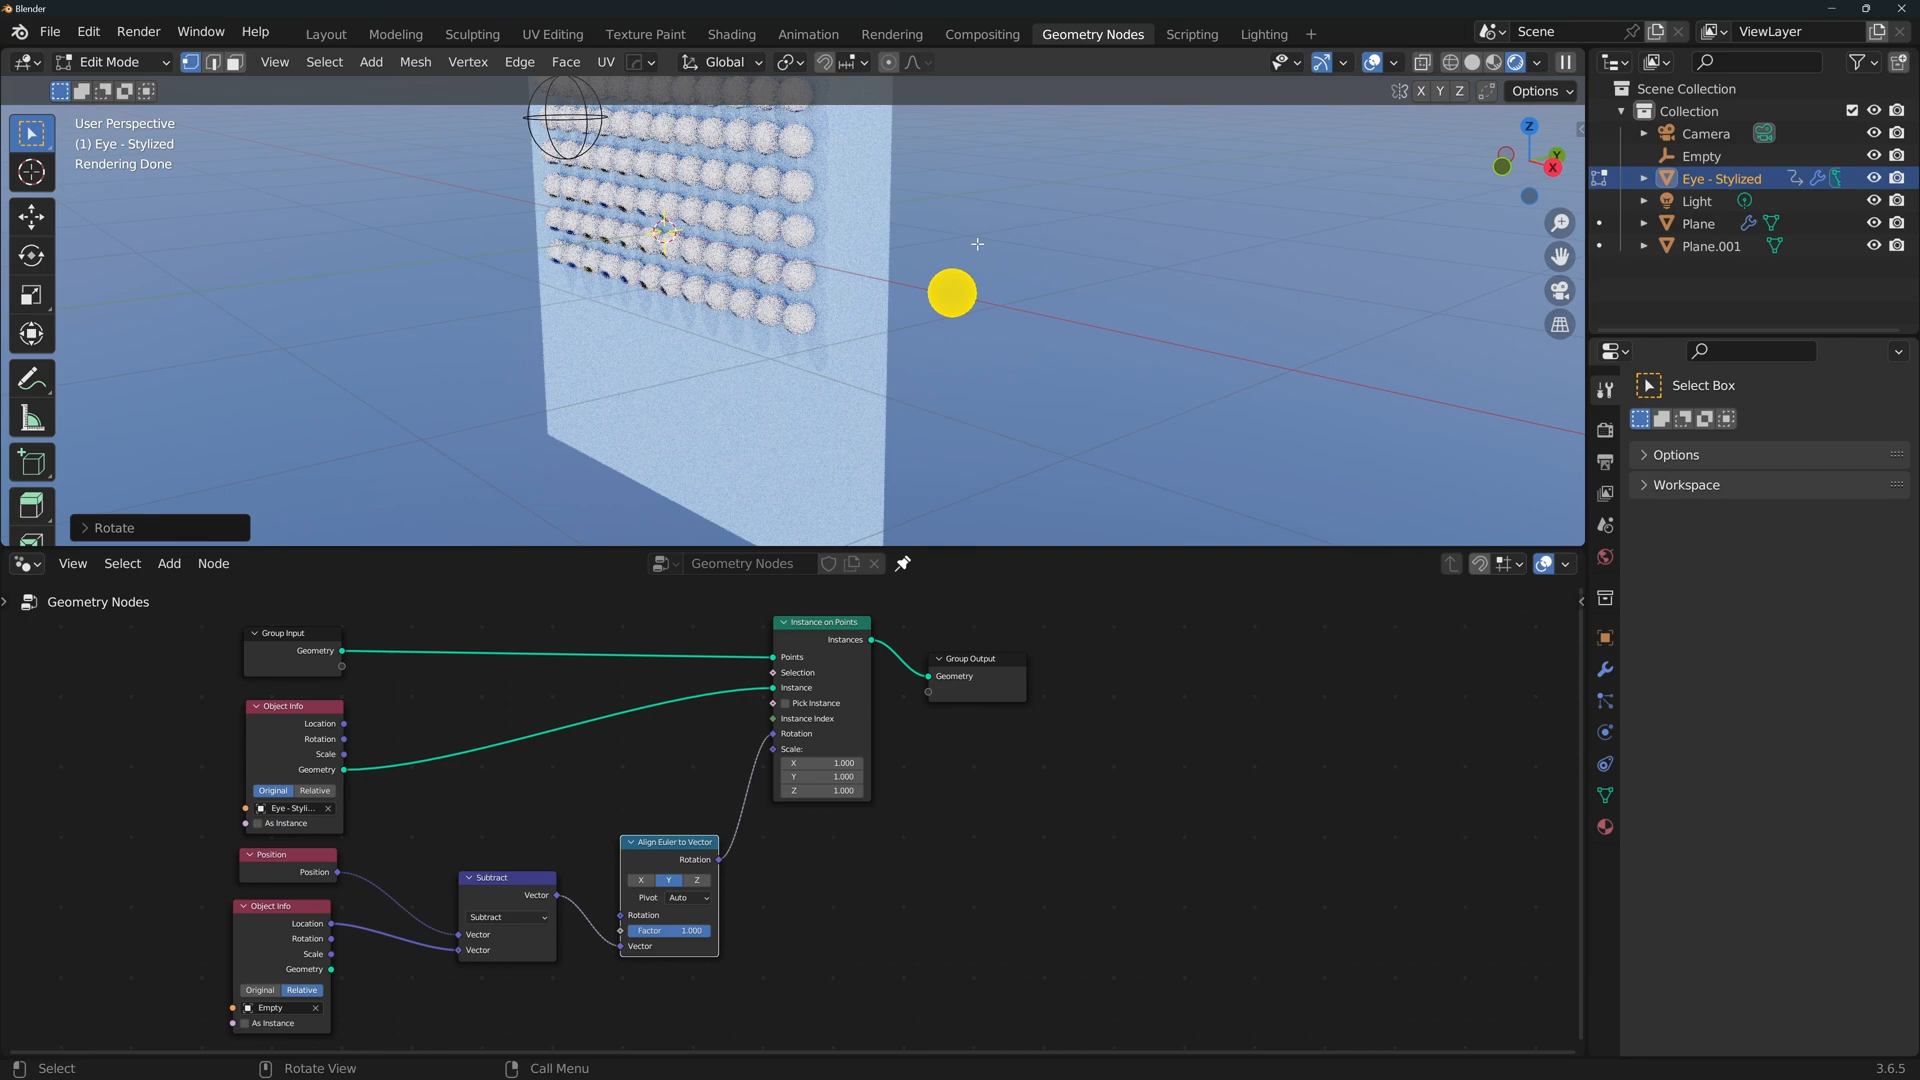 Blender
File Edit Render Window Help Layout Modeling Sculpting UV Editing Texture Paint Shading Animation Rendering Compositing Geometry Nodes Scripting Lighting + Scene ViewLayer
Edit Mode View Select Add Mesh Vertex Edge Face UV Global
X Y Z Options
User Perspective
(1) Eye - Stylized
Rendering Done
Z
Y
X
Rotate
Scene Collection
Collection
Camera
Empty
Eye - Stylized
Light
Plane
Plane.001
Select Box
Options
Workspace
View Select Add Node Geometry Nodes
Geometry Nodes
Group Input
Geometry
Object Info
Location
Rotation
Scale
Geometry
Original Relative
Eye - Styli...
As Instance
Position
Position
Object Info
Location
Rotation
Scale
Geometry
Original Relative
Empty
As Instance
Subtract
Vector
Subtract
Vector
Vector
Align Euler to Vector
Rotation
X Y Z
Pivot Auto
Rotation
Factor 1.000
Vector
Instance on Points
Instances
Points
Selection
Instance
Pick Instance
Instance Index
Rotation
Scale:
X 1.000
Y 1.000
Z 1.000
Group Output
Geometry
Select Rotate View Call Menu 3.6.5